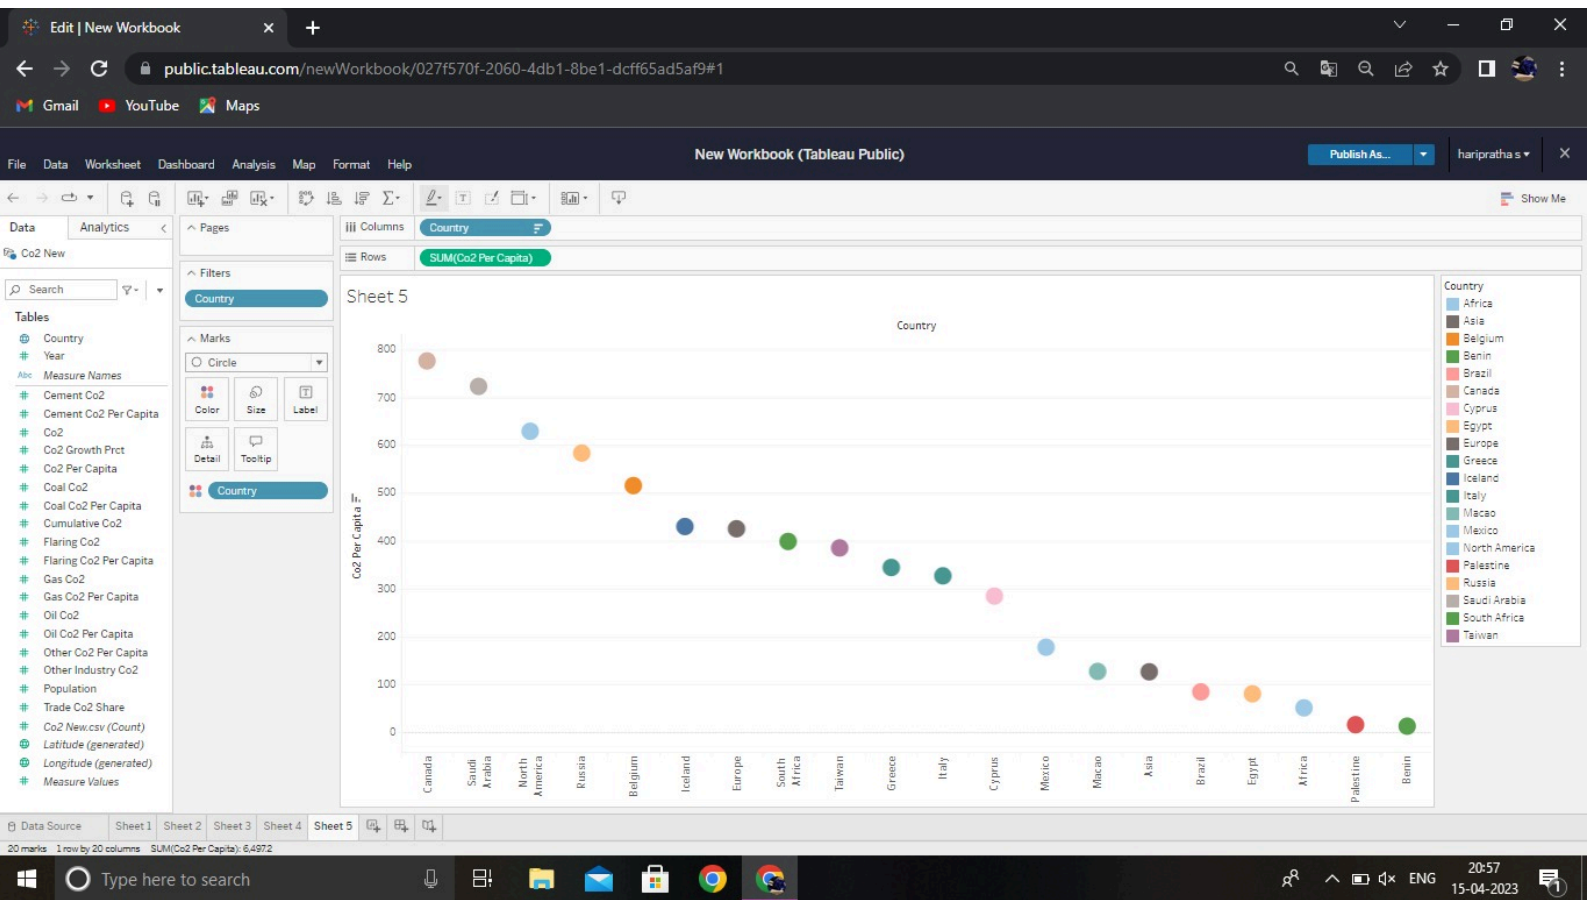 Edit | New Workbook
public.tableau.com/newWorkbook/027f570f-2060-4db1-8be1-dcff65ad5af9#1
Gmail YouTube Maps
New Workbook (Tableau Public)
Publish As...
haripratha s
File Data Worksheet Dashboard Analysis Map Format Help
Show Me
Data Analytics
Co2 New
Search
Tables
Country
Year
Abc Measure Names
Cement Co2
Cement Co2 Per Capita
Co2
Co2 Growth Prct
Co2 Per Capita
Coal Co2
Coal Co2 Per Capita
Cumulative Co2
Flaring Co2
Flaring Co2 Per Capita
Gas Co2
Gas Co2 Per Capita
Oil Co2
Oil Co2 Per Capita
Other Co2 Per Capita
Other Industry Co2
Population
Trade Co2 Share
Co2 New.csv (Count)
Latitude (generated)
Longitude (generated)
Measure Values
Pages
Filters
Country
Marks
Circle
Color Size Label
Detail Tooltip
Country
Columns Country
Rows SUM(Co2 Per Capita)
Sheet 5
Country
800
700
600
500
400
300
200
100
0
Co2 Per Capita
Canada
Saudi
Arabia
North
America
Russia
Belgium
Iceland
Europe
South
Africa
Taiwan
Greece
Italy
Cyprus
Mexico
Macao
Asia
Brazil
Egypt
Africa
Palestine
Benin
Country
Africa
Asia
Belgium
Benin
Brazil
Canada
Cyprus
Egypt
Europe
Greece
Iceland
Italy
Macao
Mexico
North America
Palestine
Russia
Saudi Arabia
South Africa
Taiwan
Data Source Sheet 1 Sheet 2 Sheet 3 Sheet 4 Sheet 5
20 marks 1 row by 20 columns SUM(Co2 Per Capita): 6,497.2
Type here to search
ENG
20:57
15-04-2023
1